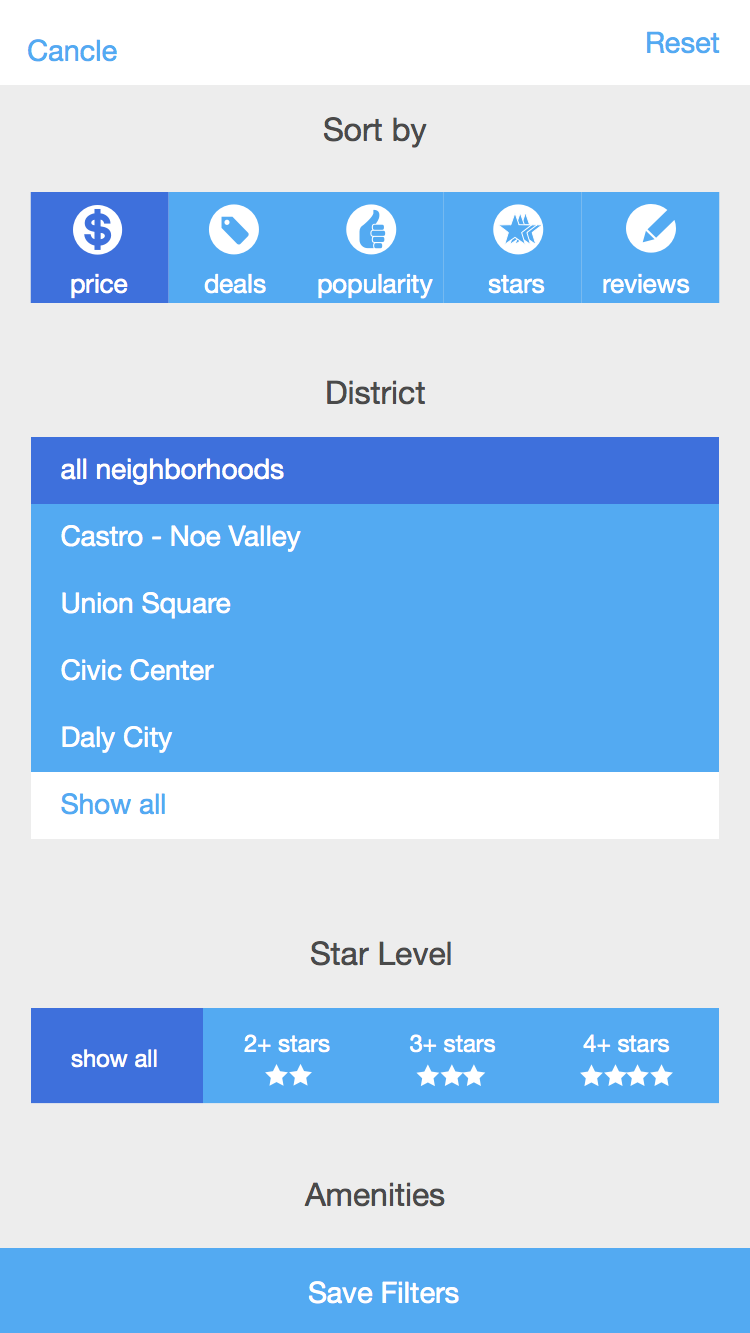 Cancle
Reset
Sort by
price deals popularity stars reviews
District
all neighborhoods
Castro - Noe Valley
Union Square
Civic Center
Daly City
Show all
Star Level
show all 2+ stars 3+ stars 4+ stars
Amenities
Save Filters